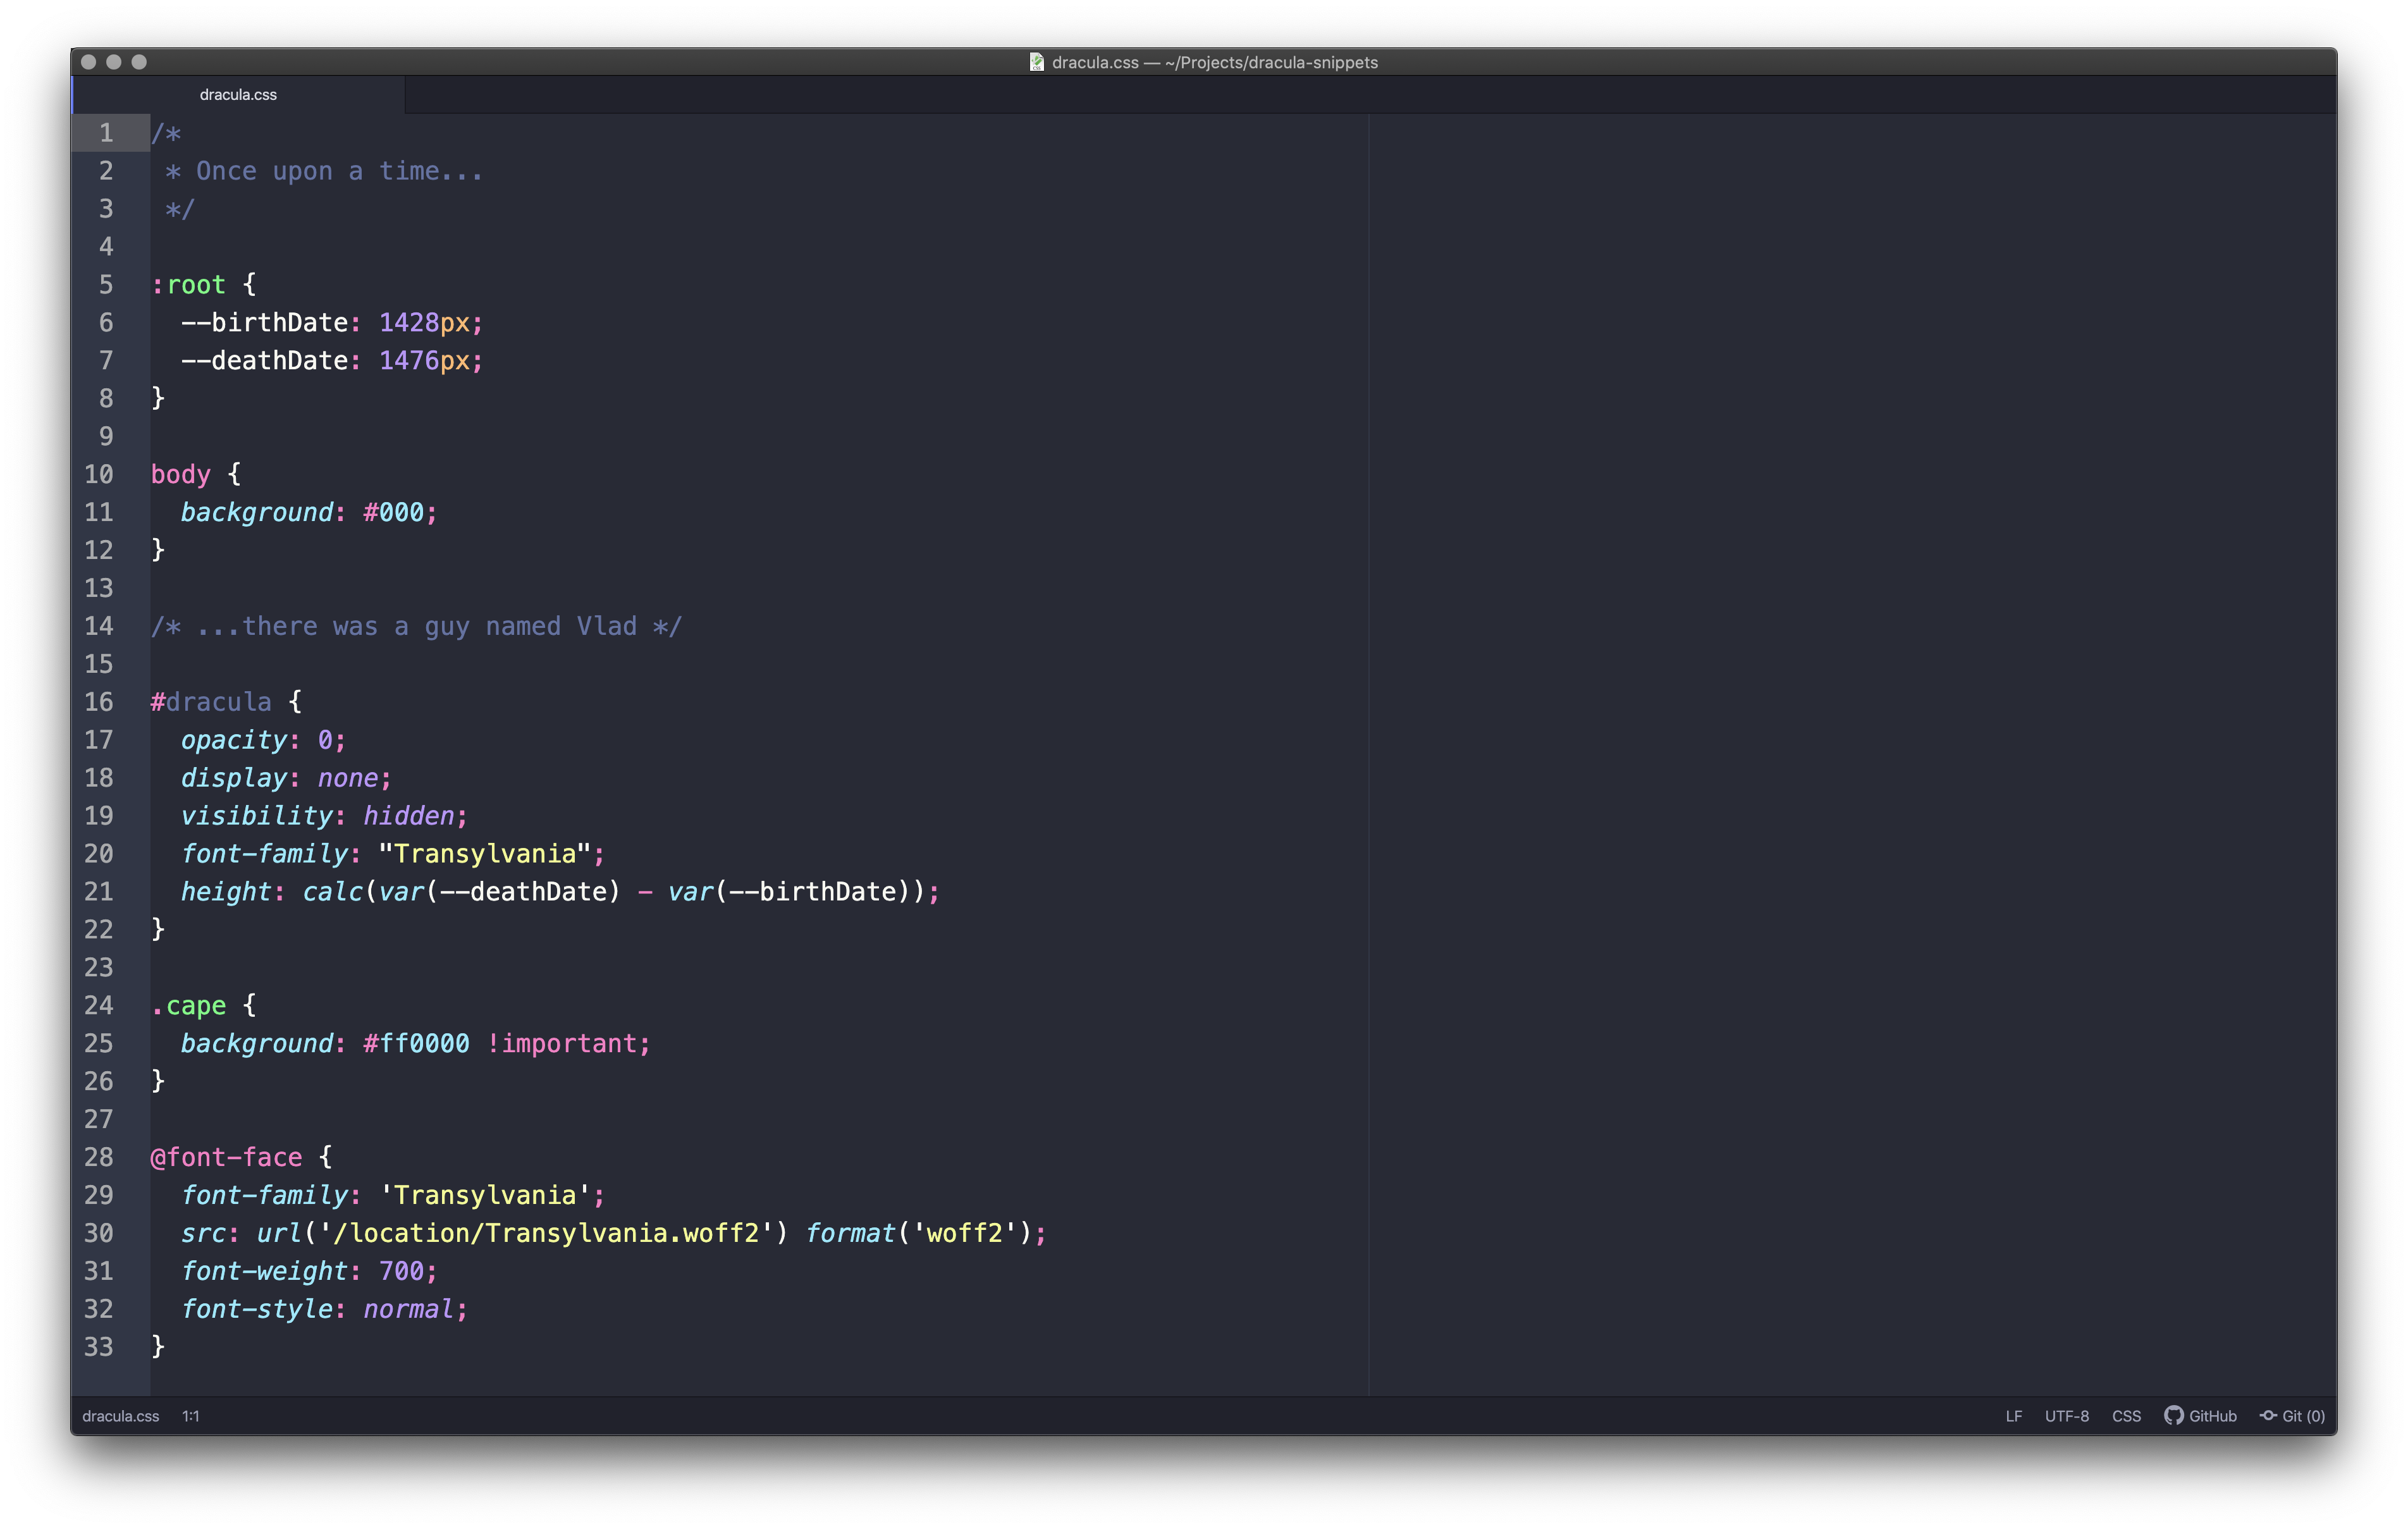 dracula.css — ~/Projects/dracula-snippets
dracula.css
1 /*
2  * Once upon a time...
3  */
4
5 :root {
6   --birthDate: 1428px;
7   --deathDate: 1476px;
8 }
9
10 body {
11   background: #000;
12 }
13
14 /* ...there was a guy named Vlad */
15
16 #dracula {
17   opacity: 0;
18   display: none;
19   visibility: hidden;
20   font-family: "Transylvania";
21   height: calc(var(--deathDate) - var(--birthDate));
22 }
23
24 .cape {
25   background: #ff0000 !important;
26 }
27
28 @font-face {
29   font-family: 'Transylvania';
30   src: url('/location/Transylvania.woff2') format('woff2');
31   font-weight: 700;
32   font-style: normal;
33 }
dracula.css 1:1 LF UTF-8 CSS GitHub Git (0)